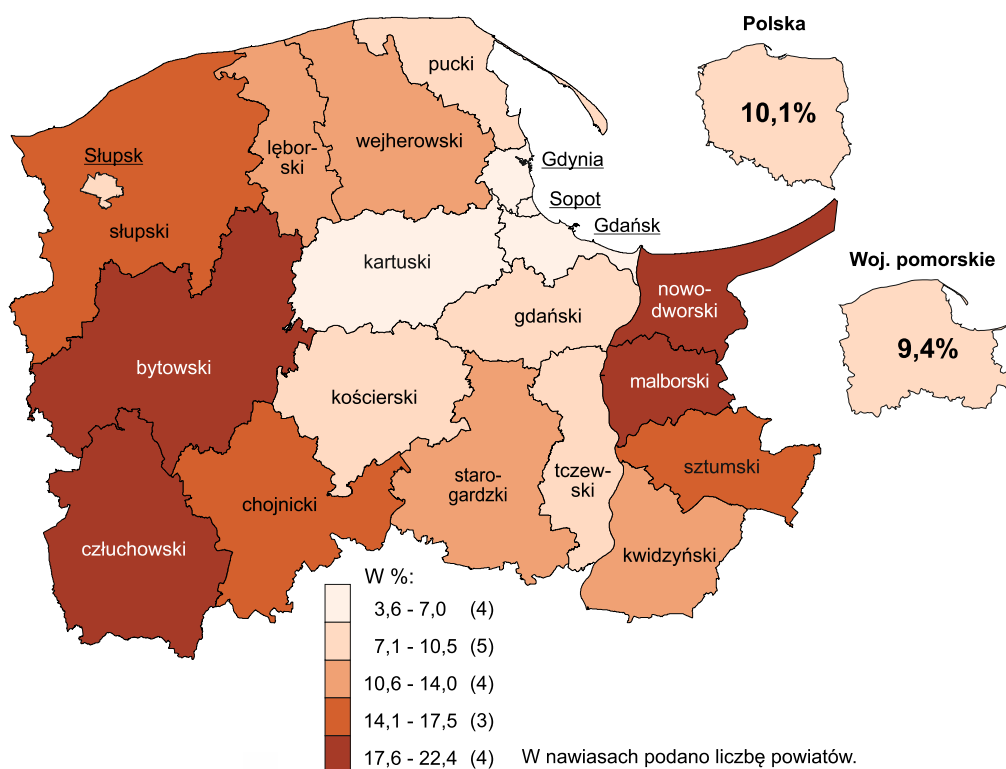 Polska
10,1%
pucki
wejherowski
lębor-
ski
Słupsk
słupski
Gdynia
Sopot
Gdańsk
kartuski
Woj. pomorskie
9,4%
nowo-
dworski
gdański
bytowski
malborski
kościerski
staro-
gardzki
tczew-
ski
sztumski
chojnicki
człuchowski
kwidzyński
W %:
3,6 - 7,0 (4)
7,1 - 10,5 (5)
10,6 - 14,0 (4)
14,1 - 17,5 (3)
17,6 - 22,4 (4)
W nawiasach podano liczbę powiatów.